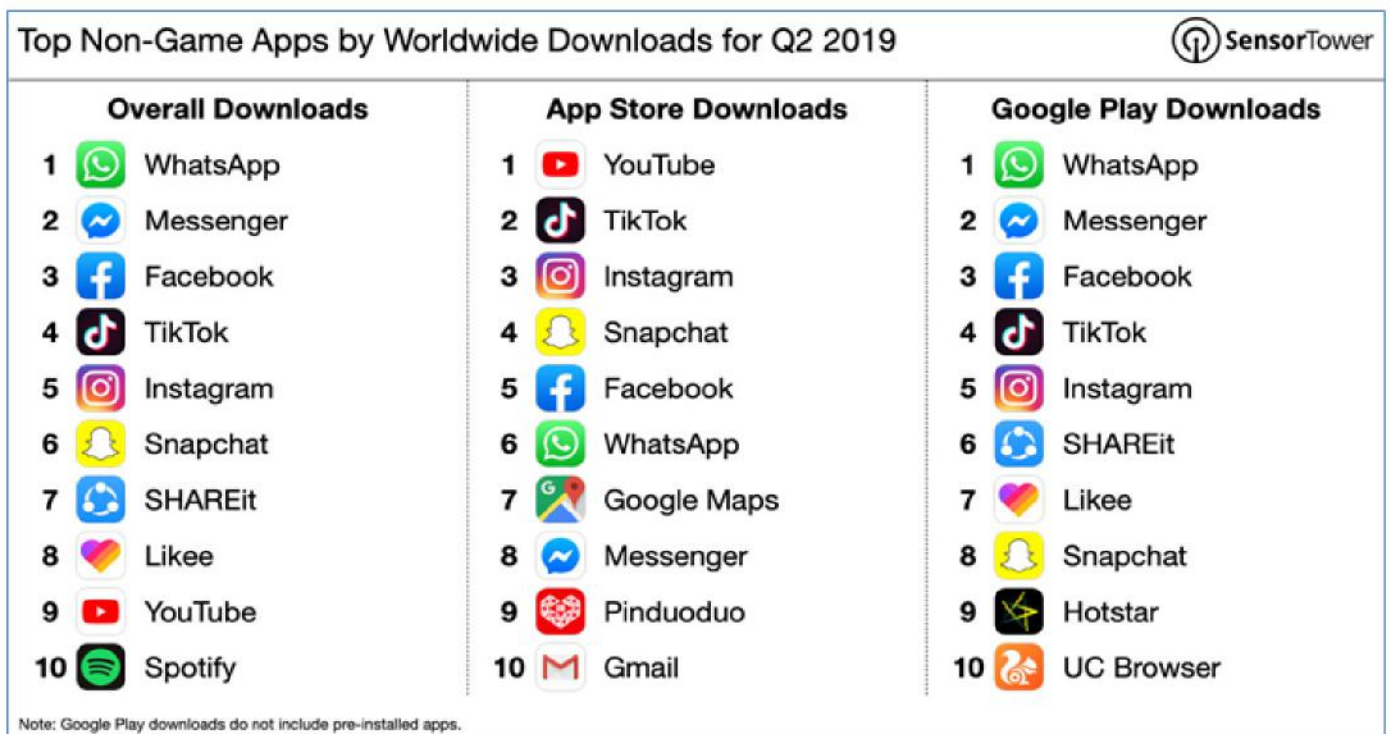 Top Non-Game Apps by Worldwide Downloads for Q2 2019
SensorTower
Overall Downloads
1 WhatsApp
2 Messenger
3 Facebook
4 TikTok
5 Instagram
6 Snapchat
7 SHAREit
8 Likee
9 YouTube
10 Spotify
App Store Downloads
1 YouTube
2 TikTok
3 Instagram
4 Snapchat
5 Facebook
6 WhatsApp
7 Google Maps
8 Messenger
9 Pinduoduo
10 Gmail
Google Play Downloads
1 WhatsApp
2 Messenger
3 Facebook
4 TikTok
5 Instagram
6 SHAREit
7 Likee
8 Snapchat
9 Hotstar
10 UC Browser
Note: Google Play downloads do not include pre-installed apps.